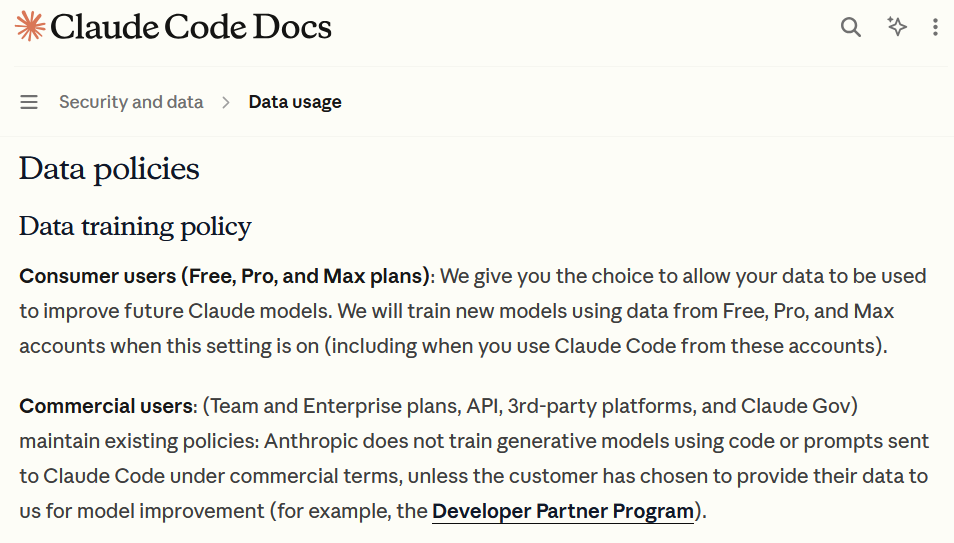 Claude Code Docs
Security and data > Data usage
Data policies
Data training policy
Consumer users (Free, Pro, and Max plans): We give you the choice to allow your data to be used
to improve future Claude models. We will train new models using data from Free, Pro, and Max
accounts when this setting is on (including when you use Claude Code from these accounts).
Commercial users: (Team and Enterprise plans, API, 3rd-party platforms, and Claude Gov)
maintain existing policies: Anthropic does not train generative models using code or prompts sent
to Claude Code under commercial terms, unless the customer has chosen to provide their data to
us for model improvement (for example, the Developer Partner Program).